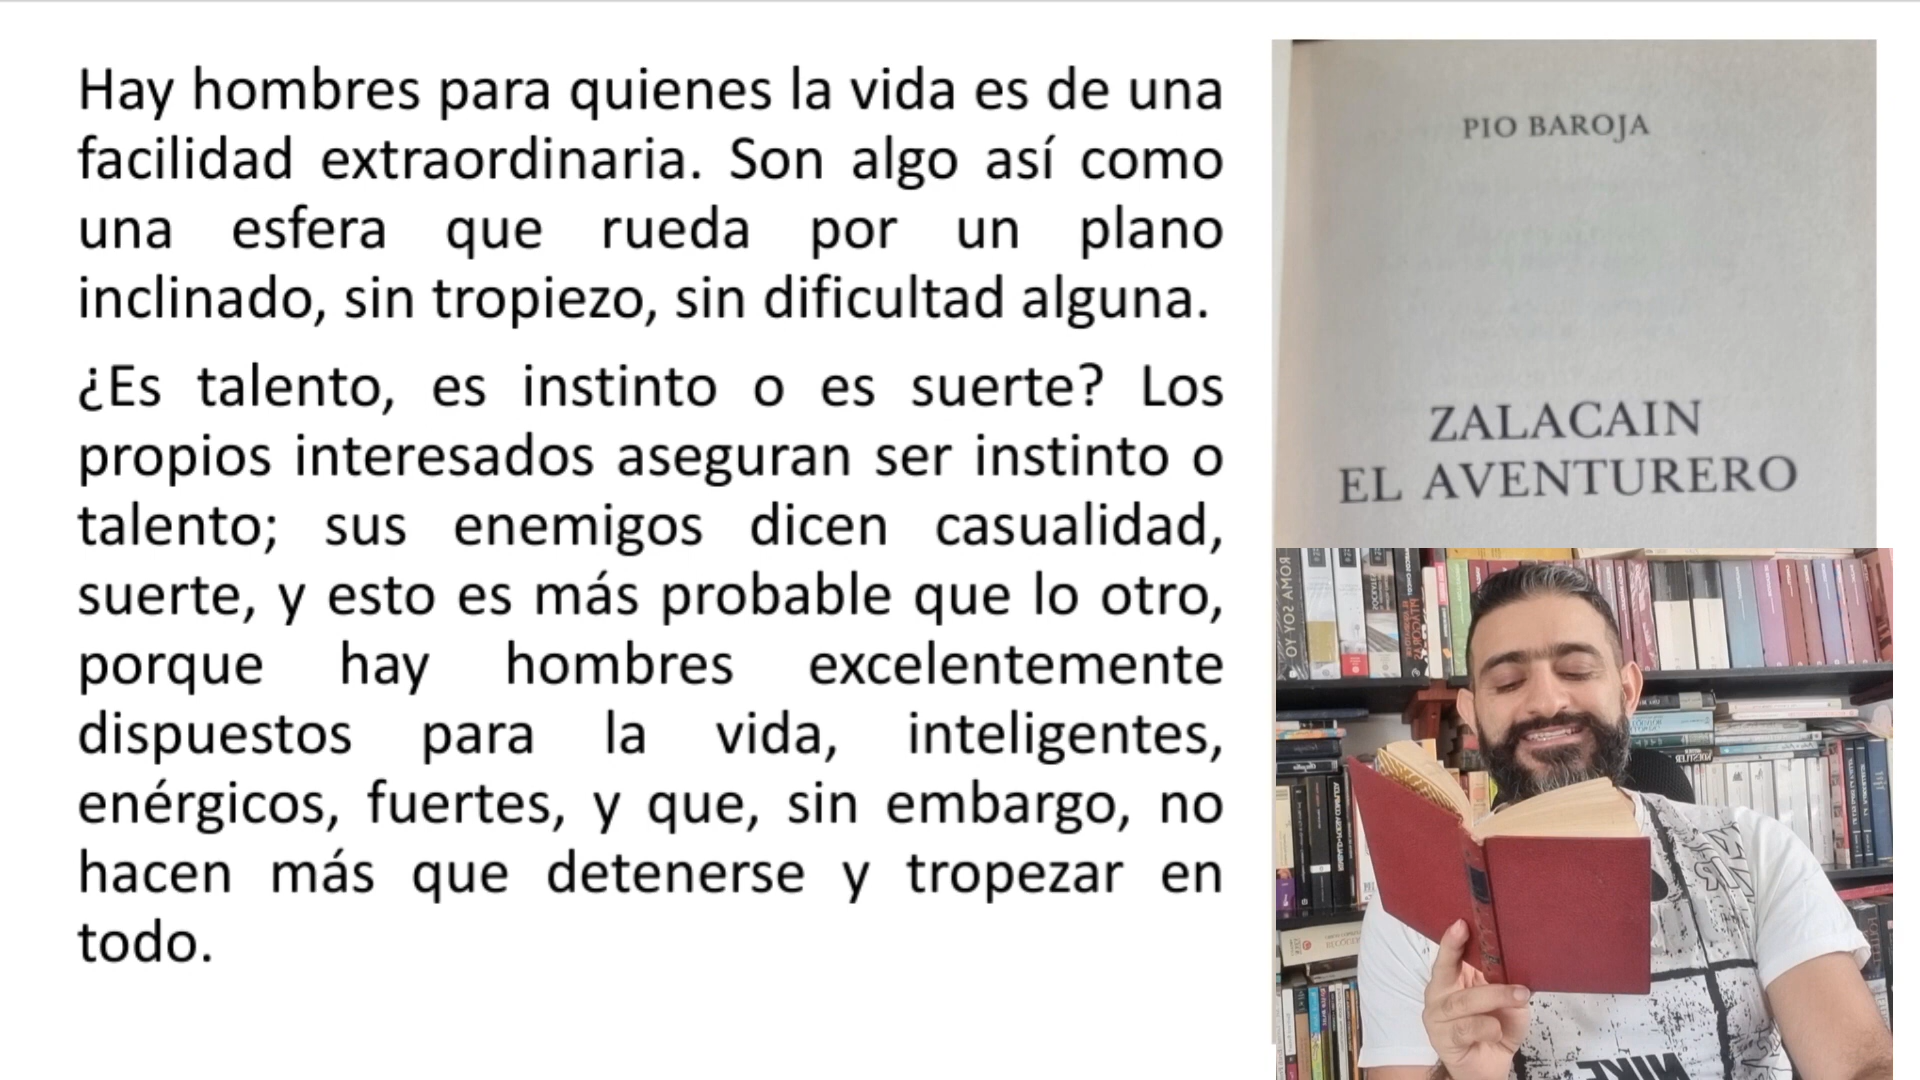 Hay hombres para quienes la vida es de una
facilidad extraordinaria. Son algo así como
una esfera que rueda por un plano
inclinado, sin tropiezo, sin dificultad alguna.
¿Es talento, es instinto o es suerte? Los
propios interesados aseguran ser instinto o
talento; sus enemigos dicen casualidad,
suerte, y esto es más probable que lo otro,
porque hay hombres excelentemente
dispuestos para la vida, inteligentes,
enérgicos, fuertes, y que, sin embargo, no
hacen más que detenerse y tropezar en
todo.
PIO BAROJA
ZALACAIN
EL AVENTURERO
ROMA SOY YO
NIKE